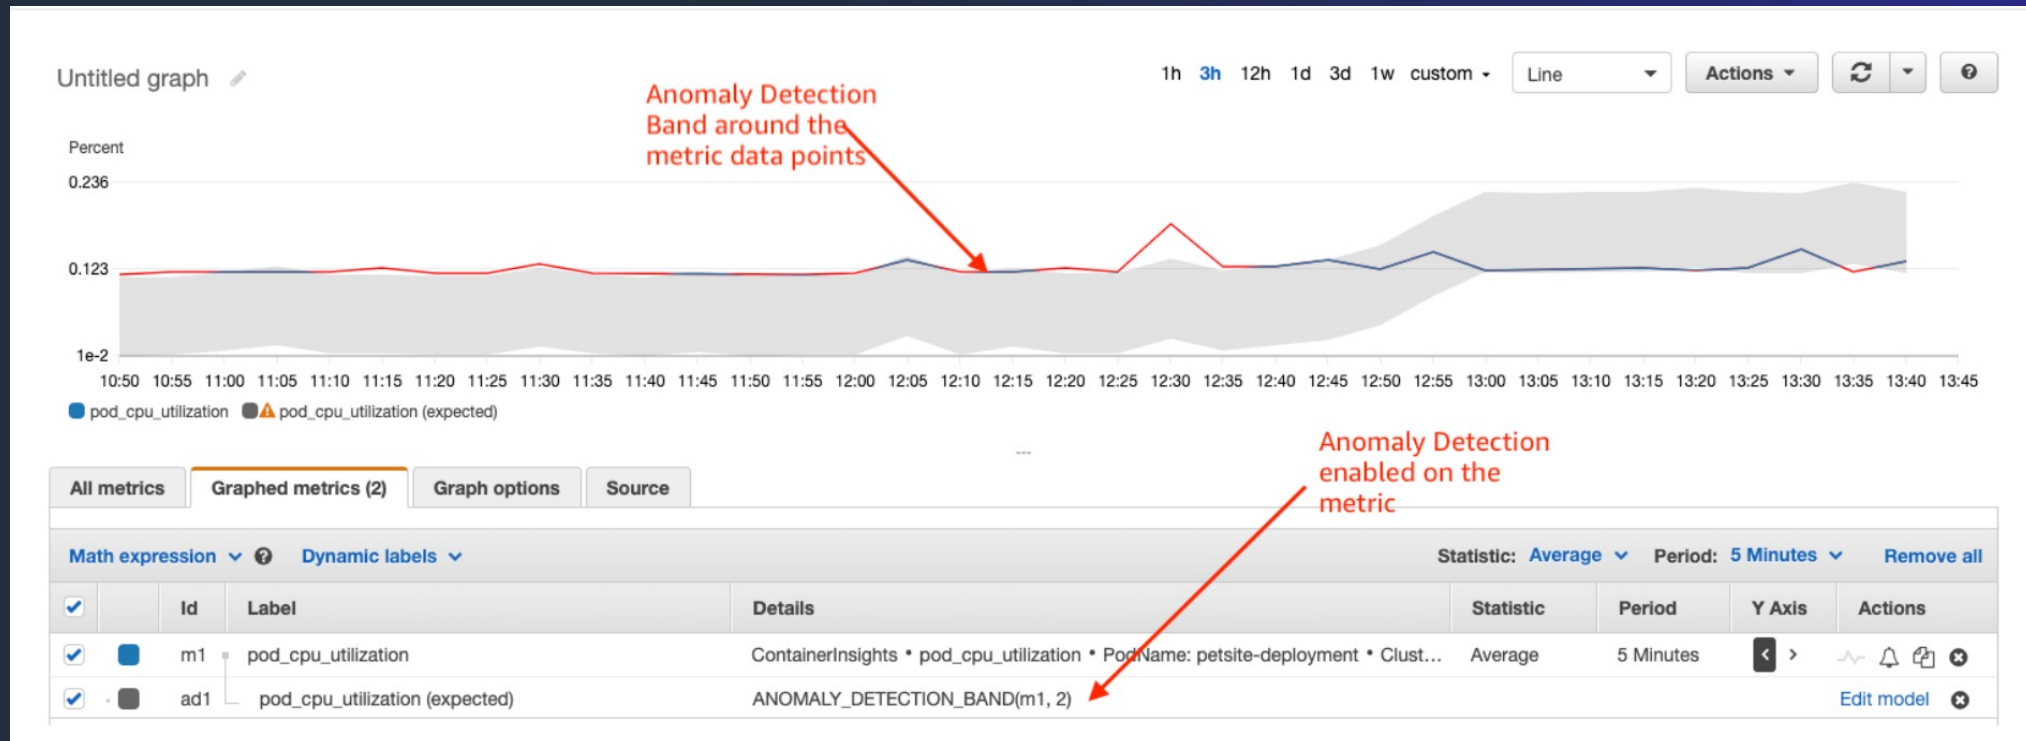 Untitled graph
1h 3h 12h 1d 3d 1w custom
Line
Actions
Anomaly Detection
Band around the
metric data points
Percent
0.236
0.123
1e-2
10:50 10:55 11:00 11:05 11:10 11:15 11:20 11:25 11:30 11:35 11:40 11:45 11:50 11:55 12:00 12:05 12:10 12:15 12:20 12:25 12:30 12:35 12:40 12:45 12:50 12:55 13:00 13:05 13:10 13:15 13:20 13:25 13:30 13:35 13:40 13:45
pod_cpu_utilization pod_cpu_utilization (expected)
Anomaly Detection
enabled on the
metric
All metrics Graphed metrics (2) Graph options Source
Math expression Dynamic labels Statistic: Average Period: 5 Minutes Remove all
Id Label Details Statistic Period Y Axis Actions
m1 pod_cpu_utilization ContainerInsights • pod_cpu_utilization • PodName: petsite-deployment • Clust... Average 5 Minutes
ad1 pod_cpu_utilization (expected) ANOMALY_DETECTION_BAND(m1, 2) Edit model